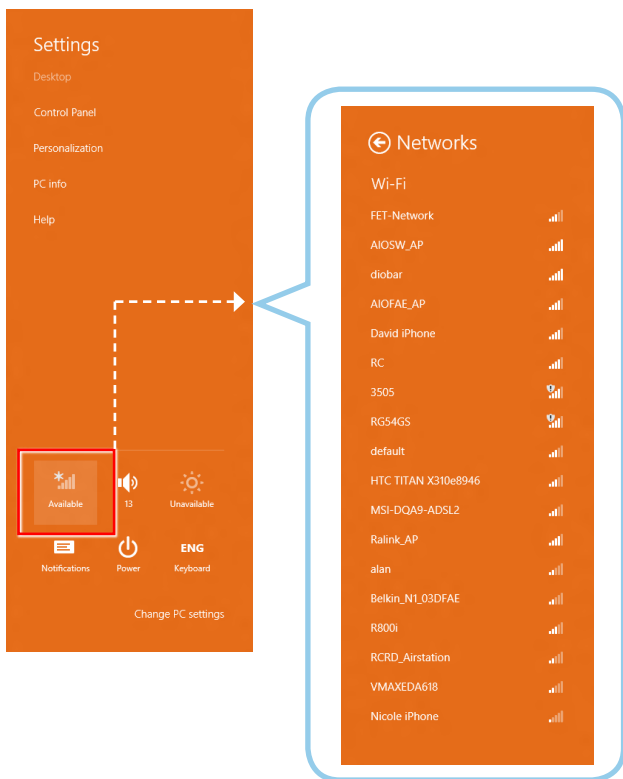 Settings
Desktop
Control Panel
Personalization
PC info
Help
Available
13
Unavailable
Notifications
Power
ENG
Keyboard
Change PC settings
Networks
Wi-Fi
FET-Network
AIOSW_AP
diobar
AIOFAE_AP
David iPhone
RC
3505
RG54GS
default
HTC TITAN X310e8946
MSI-DQA9-ADSL2
Ralink_AP
alan
Belkin_N1_03DFAE
R800i
RCRD_Airstation
VMAXEDA618
Nicole iPhone